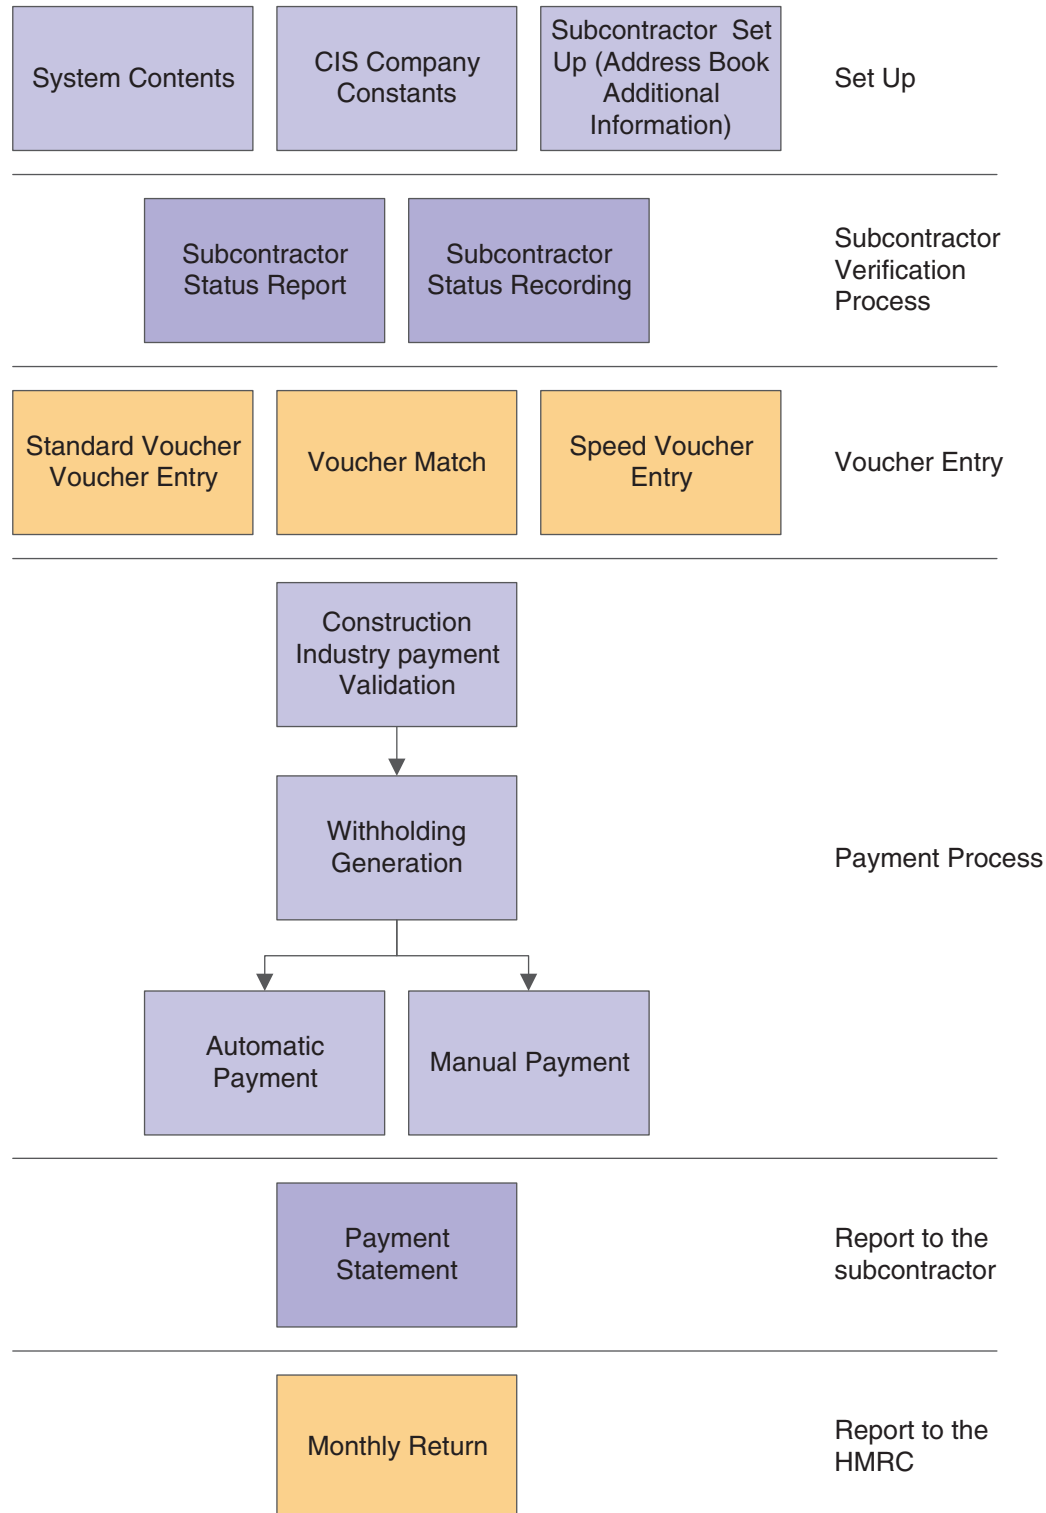 System Contents
CIS Company
Constants
Subcontractor Set
Up (Address Book
Additional
Information)
Set Up
Subcontractor
Status Report
Subcontractor
Status Recording
Subcontractor
Verification
Process
Standard Voucher
Voucher Entry
Voucher Match
Speed Voucher
Entry
Voucher Entry
Construction
Industry payment
Validation
Withholding
Generation
Payment Process
Automatic
Payment
Manual Payment
Payment
Statement
Report to the
subcontractor
Monthly Return
Report to the
HMRC